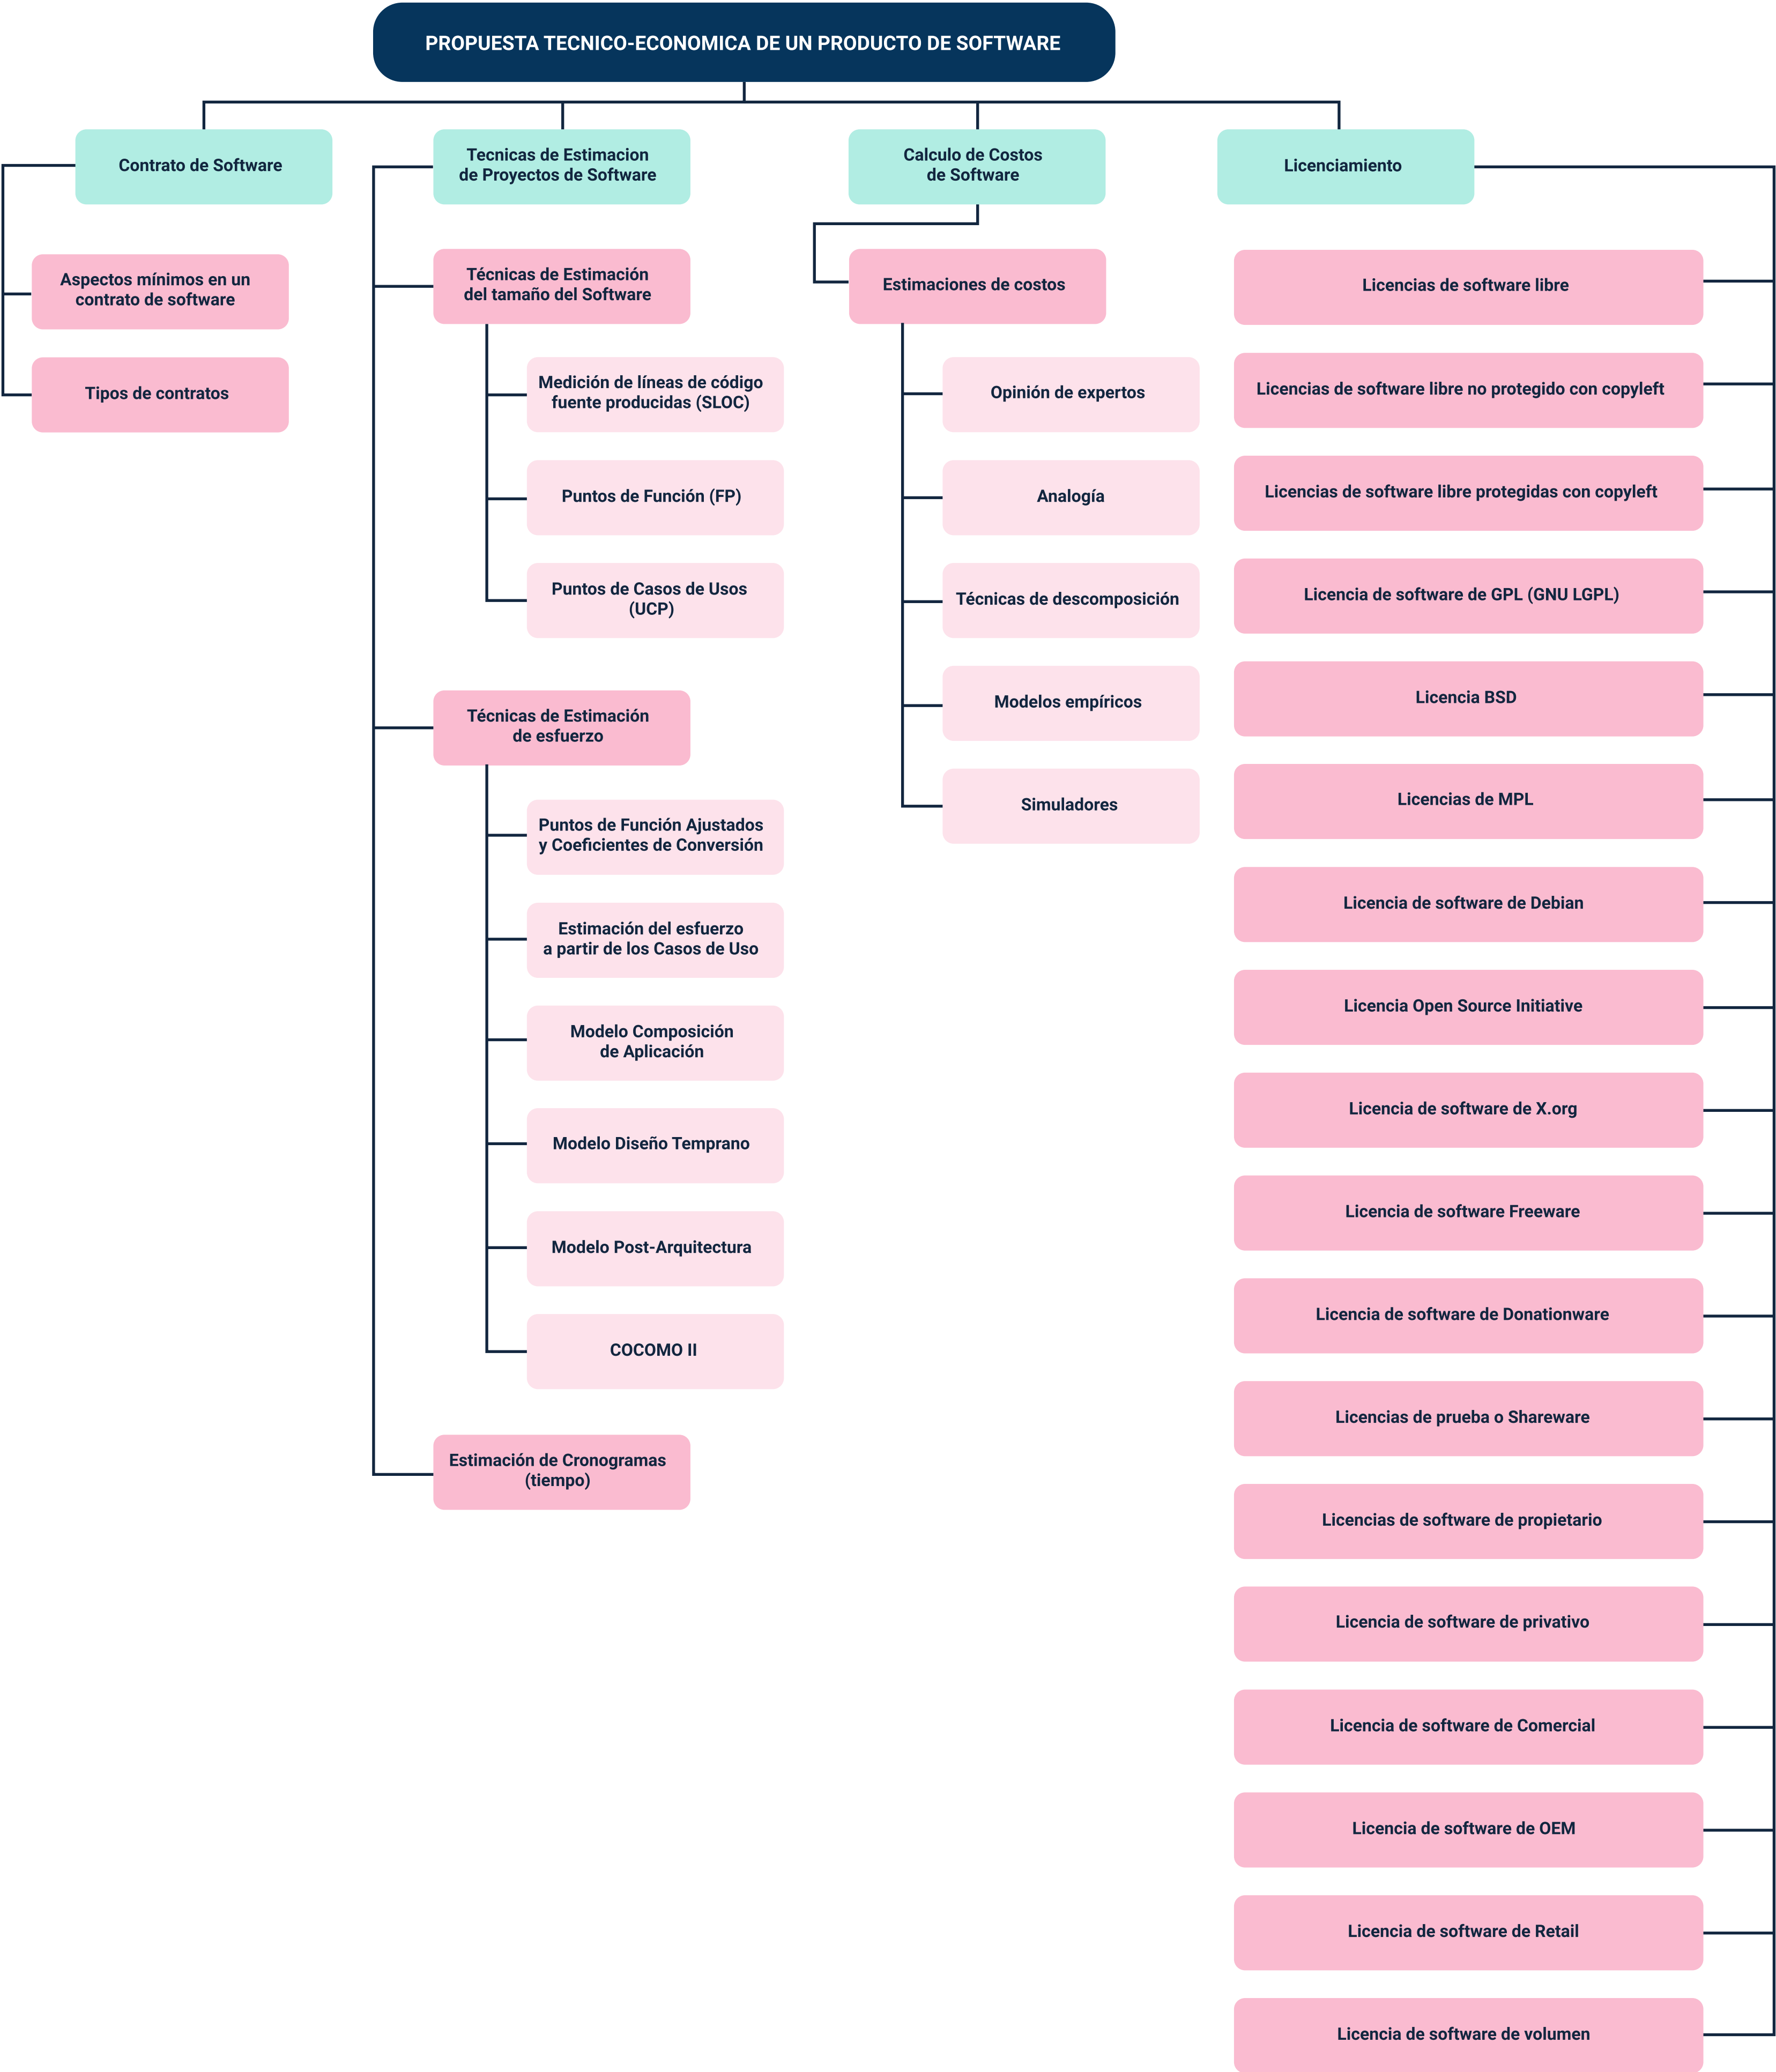 PROPUESTA TECNICO-ECONOMICA DE UN PRODUCTO DE SOFTWARE
Contrato de Software
Aspectos mínimos en un
contrato de software
Tipos de contratos
Tecnicas de Estimacion
de Proyectos de Software
Técnicas de Estimación
del tamaño del Software
Medición de líneas de código
fuente producidas (SLOC)
Puntos de Función (FP)
Puntos de Casos de Usos
(UCP)
Técnicas de Estimación
de esfuerzo
Puntos de Función Ajustados
y Coeficientes de Conversión
Estimación del esfuerzo
a partir de los Casos de Uso
Modelo Composición
de Aplicación
Modelo Diseño Temprano
Modelo Post-Arquitectura
COCOMO II
Estimación de Cronogramas
(tiempo)
Calculo de Costos
de Software
Estimaciones de costos
Opinión de expertos
Analogía
Técnicas de descomposición
Modelos empíricos
Simuladores
Licenciamiento
Licencias de software libre
Licencias de software libre no protegido con copyleft
Licencias de software libre protegidas con copyleft
Licencia de software de GPL (GNU LGPL)
Licencia BSD
Licencias de MPL
Licencia de software de Debian
Licencia Open Source Initiative
Licencia de software de X.org
Licencia de software Freeware
Licencia de software de Donationware
Licencias de prueba o Shareware
Licencias de software de propietario
Licencia de software de privativo
Licencia de software de Comercial
Licencia de software de OEM
Licencia de software de Retail
Licencia de software de volumen